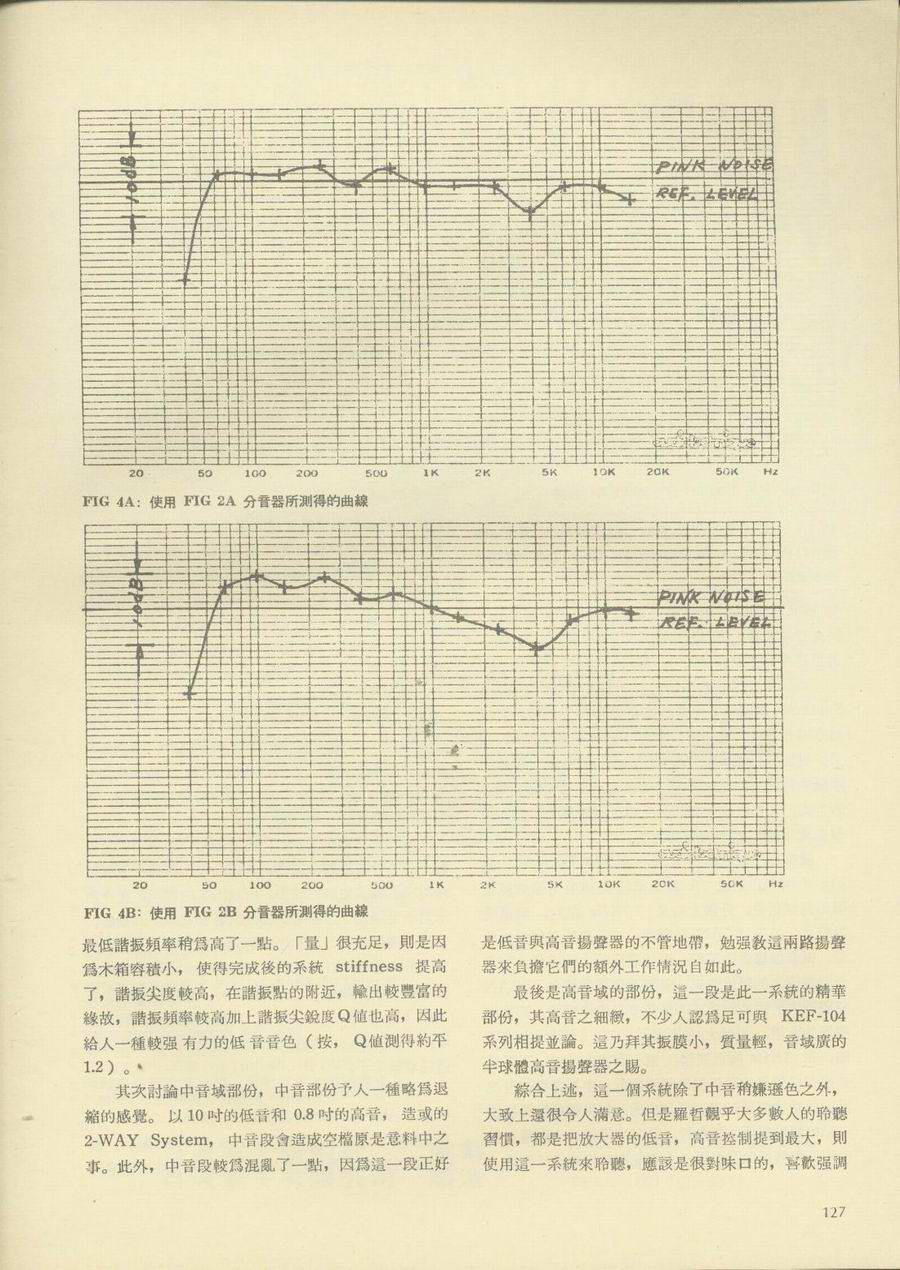 10dB
PINK NOISE
REF. LEVEL
20 50 100 200 500 1K 2K 5K 10K 20K 50K Hz
FIG 4A: 使用 FIG 2A 分音器所測得的曲線
10dB
PINK NOISE
REF. LEVEL
20 50 100 200 500 1K 2K 5K 10K 20K 50K Hz
FIG 4B: 使用 FIG 2B 分音器所測得的曲線
最低諧振頻率稍爲高了一點。「量」很充足，則是因
爲木箱容積小， 使得完成後的系統 stiffness 提高
了，諧振尖度較高，在諧振點的附近，輸出較豐富的
緣故，諧振頻率較高加上諧振尖銳度Q値也高，因此
給人一種較强 有力的低 音音色（按， Q値測得約平
1.2）。
其次討論中音域部份，中音部份予人一種略爲退
縮的感覺。 以 10 吋的低音和 0.8 吋的高音， 造或的
2-WAY System， 中音段會造成空檔原是意料中之
事。此外，中音段較爲混亂了一點，因爲這一段正好
是低音與高音揚聲器的不管地帶，勉强敎這兩路揚聲
器來負擔它們的額外工作情況自如此。
最後是高音域的部份，這一段是此一系統的精華
部份，其高音之細緻，不少人認爲足可與 KEF-104
系列相提並論。這乃拜其振膜小，質量輕，音域廣的
半球體高音揚聲器之賜。
綜合上述，這一個系統除了中音稍嫌遜色之外，
大致上還很令人滿意。但是羅哲觀乎大多數人的聆聽
習慣，都是把放大器的低音，高音控制提到最大，則
使用這一系統來聆聽，應該是很對味口的，喜歡强調
127